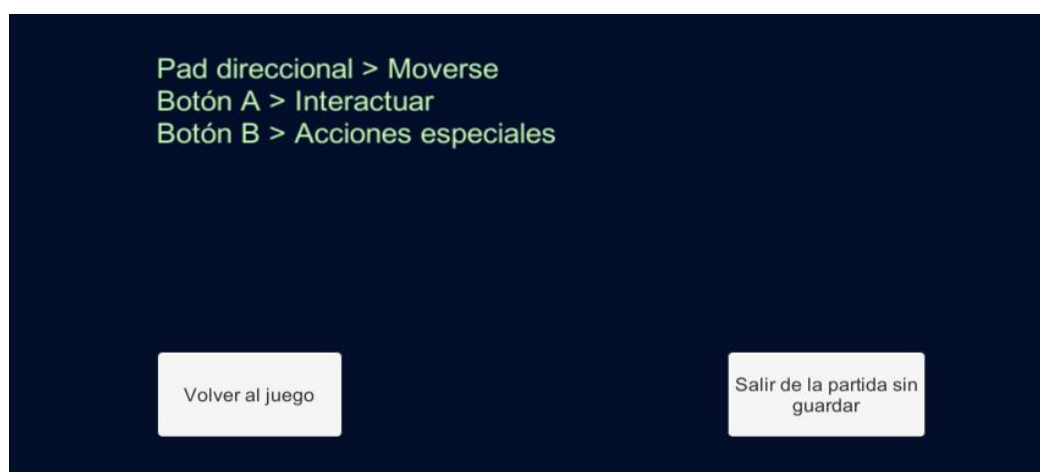 Pad direccional > Moverse
Botón A > Interactuar
Botón B > Acciones especiales
Volver al juego
Salir de la partida sin
guardar